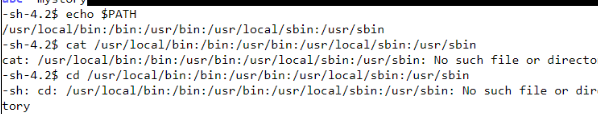 -sh-4.2$ echo $PATH
/usr/local/bin:/bin:/usr/bin:/usr/local/sbin:/usr/sbin
-sh-4.2$ cat /usr/local/bin:/bin:/usr/bin:/usr/local/sbin:/usr/sbin
cat: /usr/local/bin:/bin:/usr/bin:/usr/local/sbin:/usr/sbin: No such file or directo
-sh-4.2$ cd /usr/local/bin:/bin:/usr/bin:/usr/local/sbin:/usr/sbin
-sh: cd: /usr/local/bin:/bin:/usr/bin:/usr/local/sbin:/usr/sbin: No such file or dire
tory